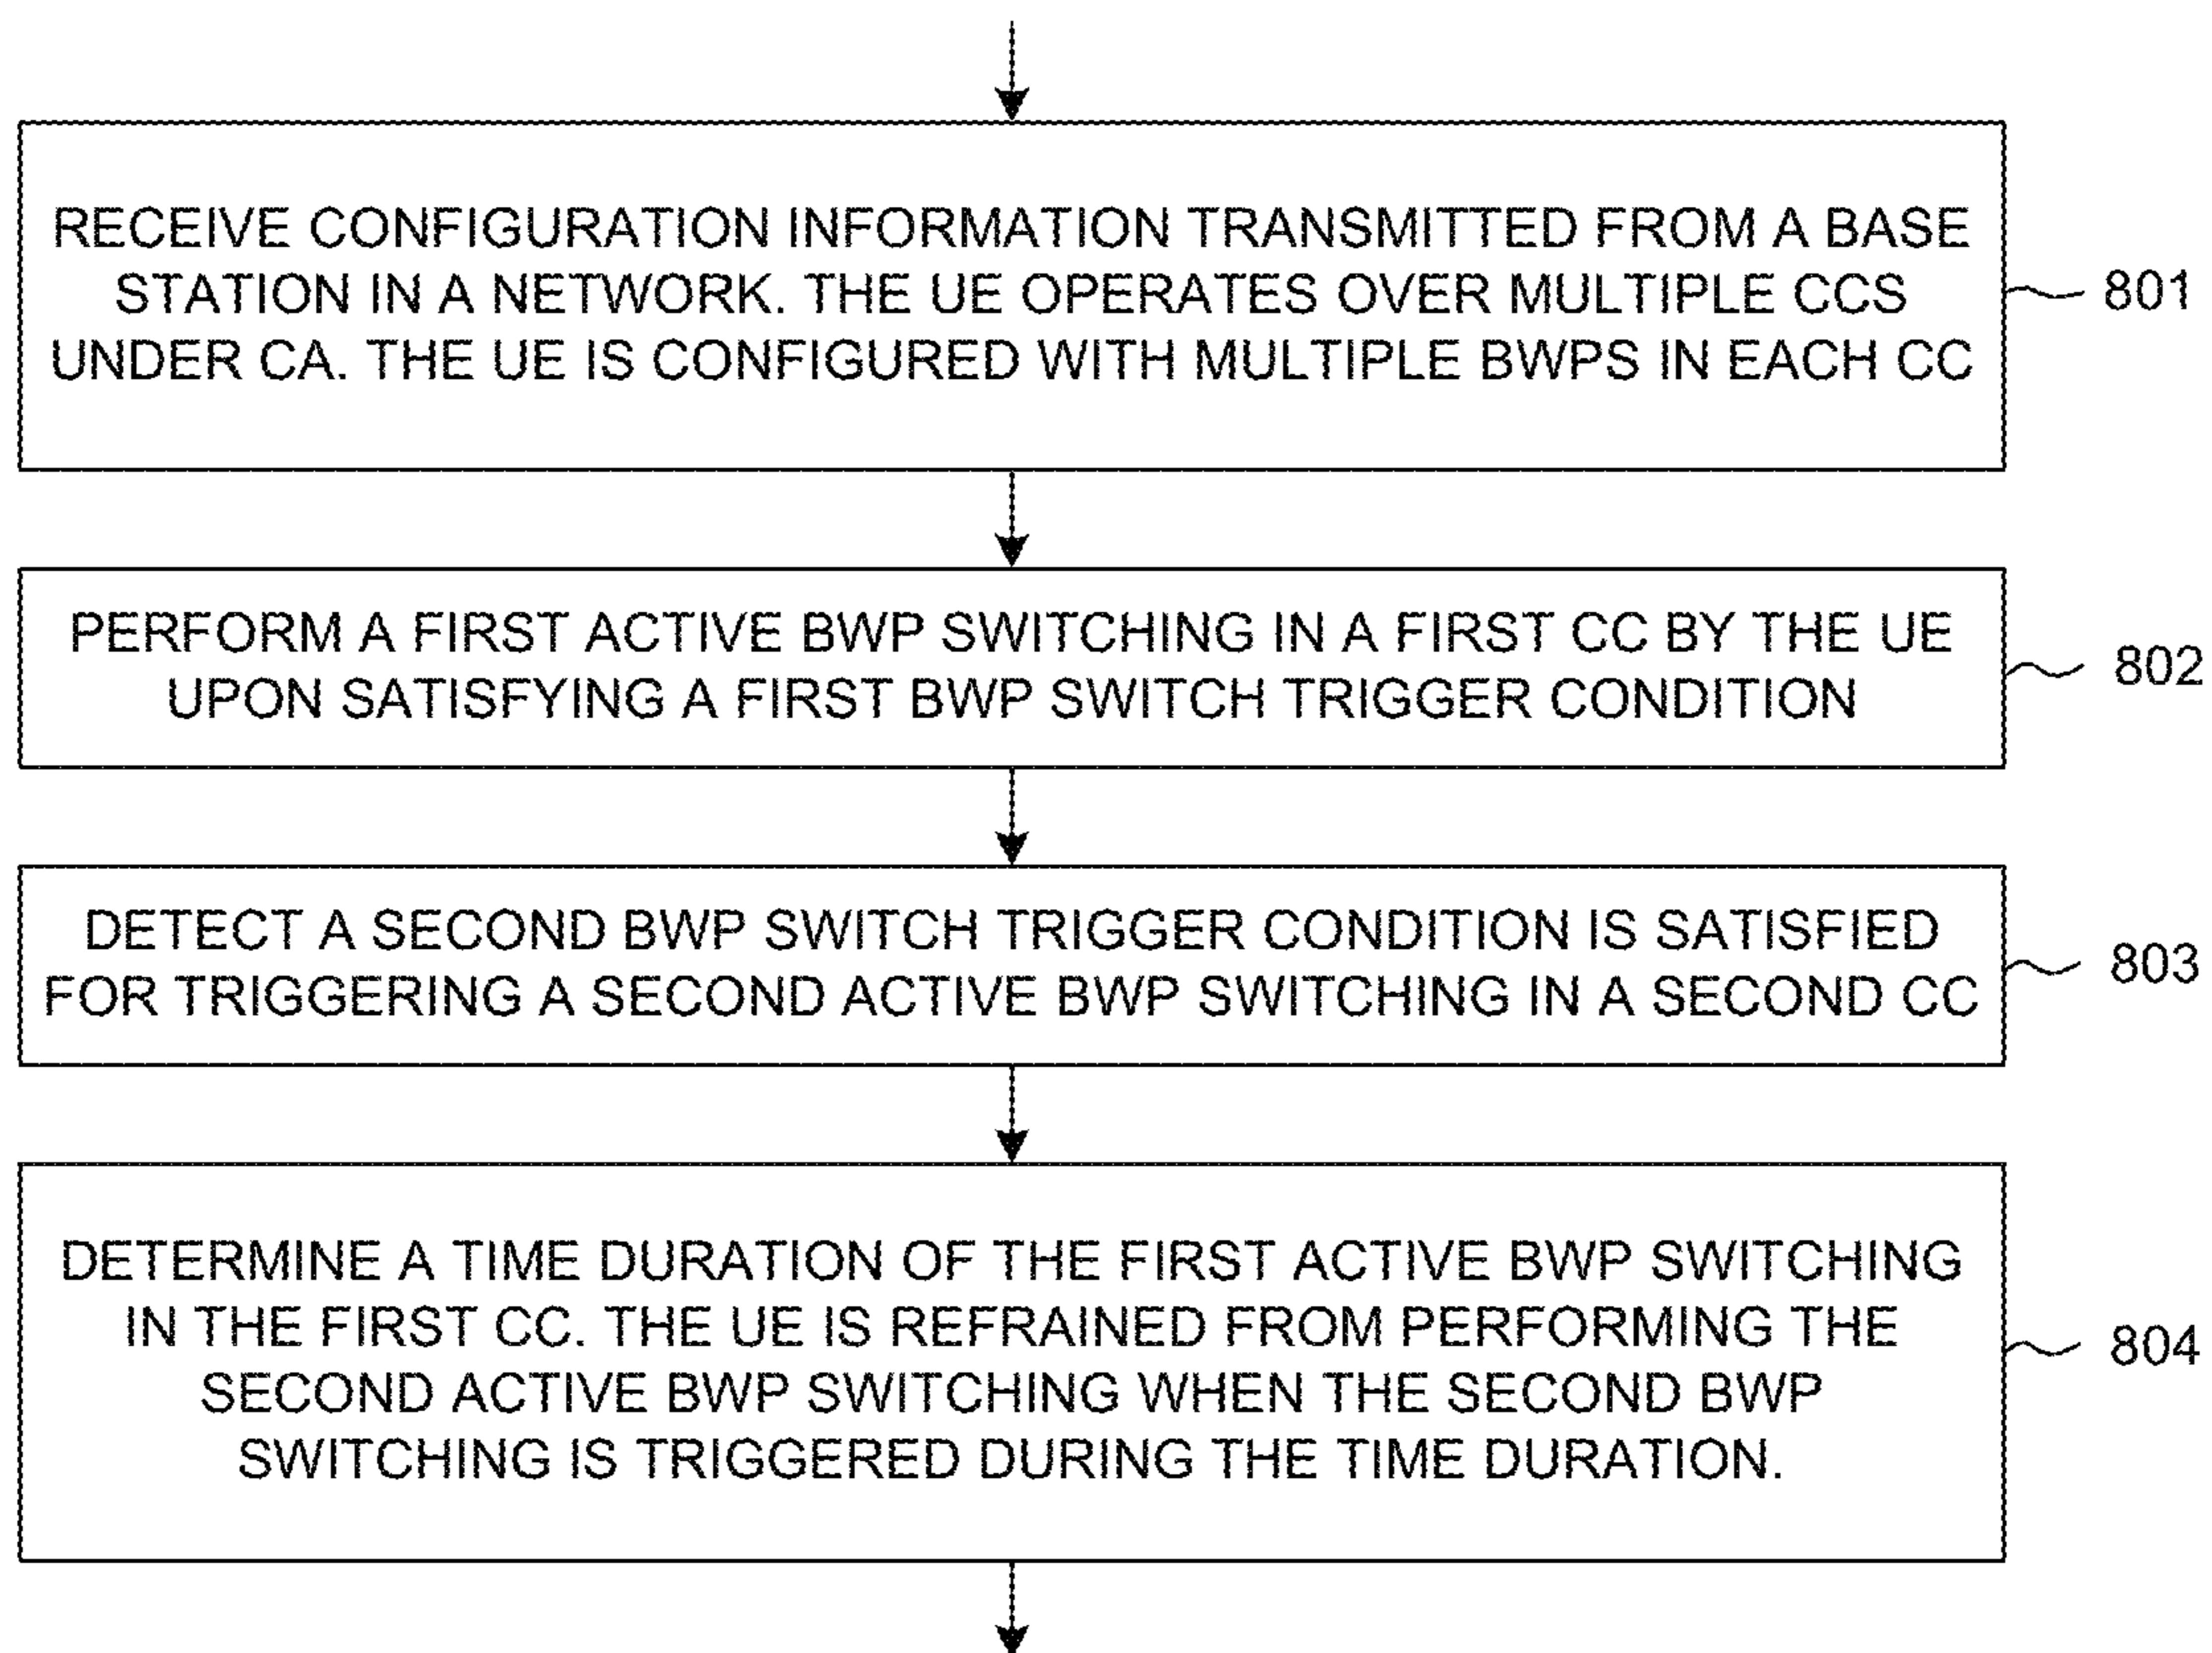 RECEIVE CONFIGURATION INFORMATION TRANSMITTED FROM A BASE
STATION IN A NETWORK. THE UE OPERATES OVER MULTIPLE CCS
UNDER CA. THE UE IS CONFIGURED WITH MULTIPLE BWPS IN EACH CC
801
PERFORM A FIRST ACTIVE BWP SWITCHING IN A FIRST CC BY THE UE
UPON SATISFYING A FIRST BWP SWITCH TRIGGER CONDITION
802
DETECT A SECOND BWP SWITCH TRIGGER CONDITION IS SATISFIED
FOR TRIGGERING A SECOND ACTIVE BWP SWITCHING IN A SECOND CC
803
DETERMINE A TIME DURATION OF THE FIRST ACTIVE BWP SWITCHING
IN THE FIRST CC. THE UE IS REFRAINED FROM PERFORMING THE
SECOND ACTIVE BWP SWITCHING WHEN THE SECOND BWP
SWITCHING IS TRIGGERED DURING THE TIME DURATION.
804